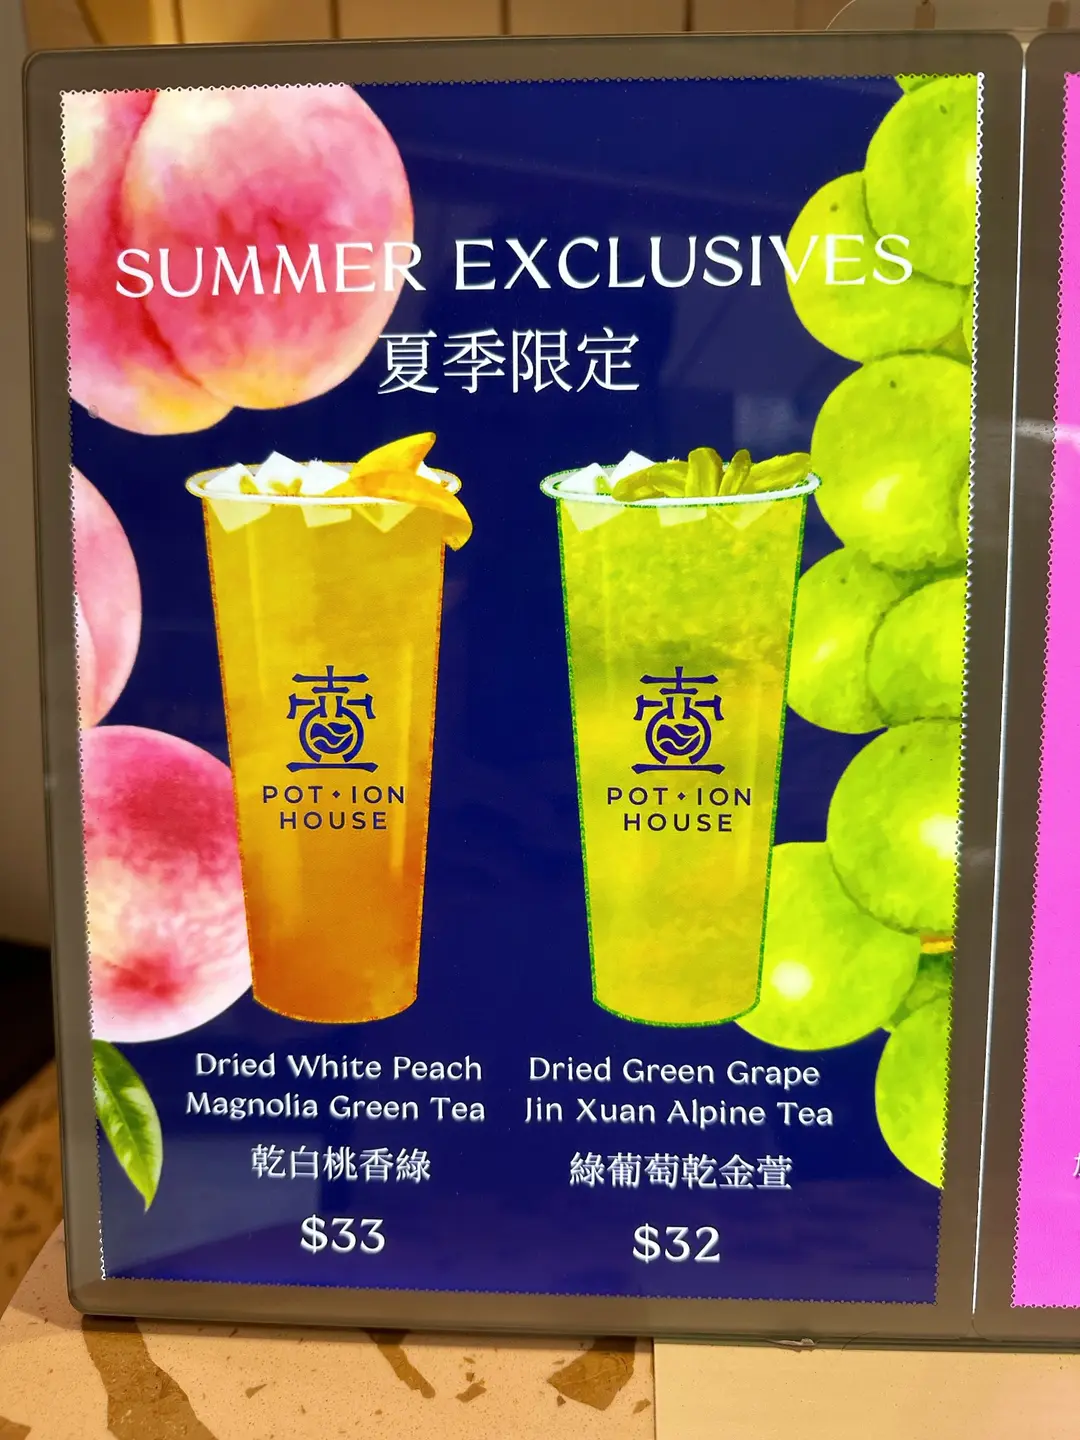 SUMMER EXCLUSIVES
夏季限定
壹
POT✦ION
HOUSE
壹
POT✦ION
HOUSE
Dried White Peach
Magnolia Green Tea
乾白桃香綠
$33
Dried Green Grape
Jin Xuan Alpine Tea
綠葡萄乾金萱
$32